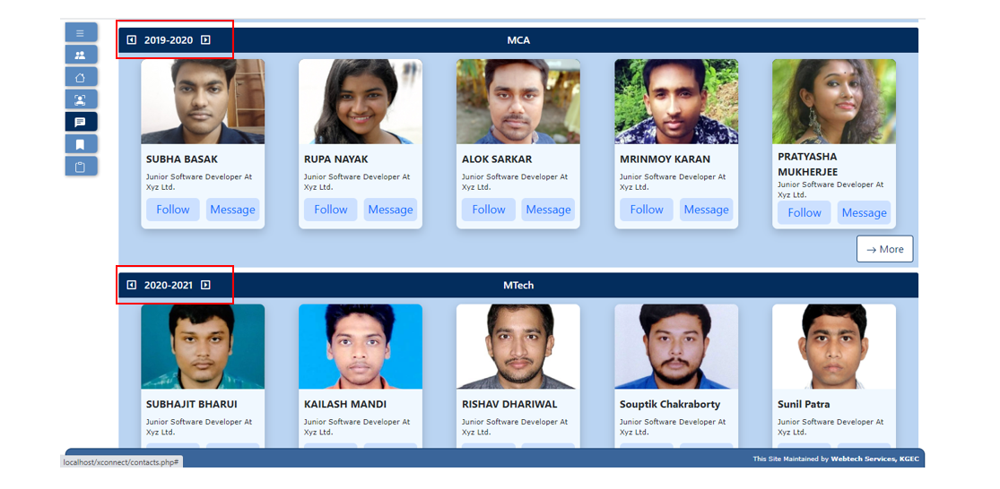 2019-2020
MCA
SUBHA BASAK
Junior Software Developer At
Xyz Ltd.
Follow Message
RUPA NAYAK
Junior Software Developer At
Xyz Ltd.
Follow Message
ALOK SARKAR
Junior Software Developer At
Xyz Ltd.
Follow Message
MRINMOY KARAN
Junior Software Developer At
Xyz Ltd.
Follow Message
PRATYASHA
MUKHERJEE
Junior Software Developer At
Xyz Ltd.
Follow Message
→ More
2020-2021
MTech
SUBHAJIT BHARUI
Junior Software Developer At
Xyz Ltd.
KAILASH MANDI
Junior Software Developer At
Xyz Ltd.
RISHAV DHARIWAL
Junior Software Developer At
Xyz Ltd.
Souptik Chakraborty
Junior Software Developer At
Xyz Ltd.
Sunil Patra
Junior Software Developer At
Xyz Ltd.
This Site Maintained by Webtech Services, KGEC
localhost/xconnect/contacts.php#